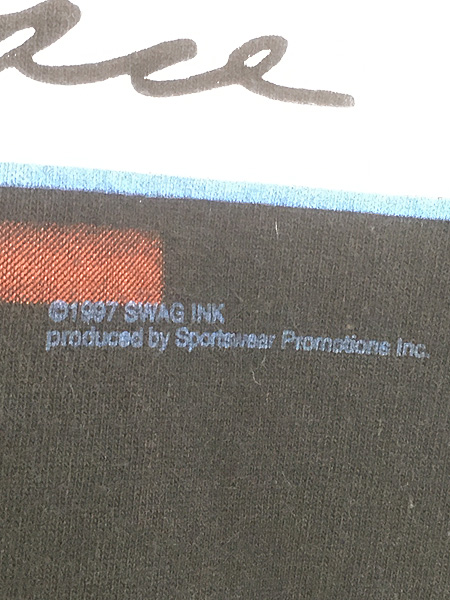 ©1997 SWAG INK
produced by Sportswear Promotions Inc.